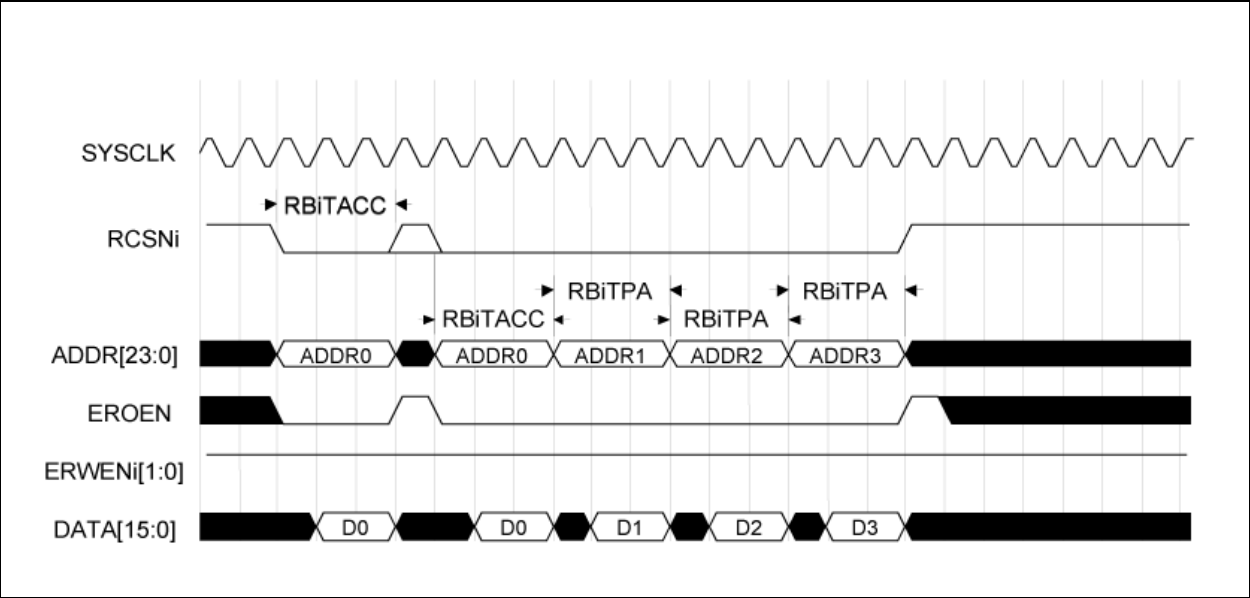 SYSCLK
RBiTACC
RCSNi
RBiTPA RBiTPA
RBiTACC RBiTPA
ADDR[23:0] ADDR0 ADDR0 ADDR1 ADDR2 ADDR3
EROEN
ERWENi[1:0]
DATA[15:0] D0 D0 D1 D2 D3